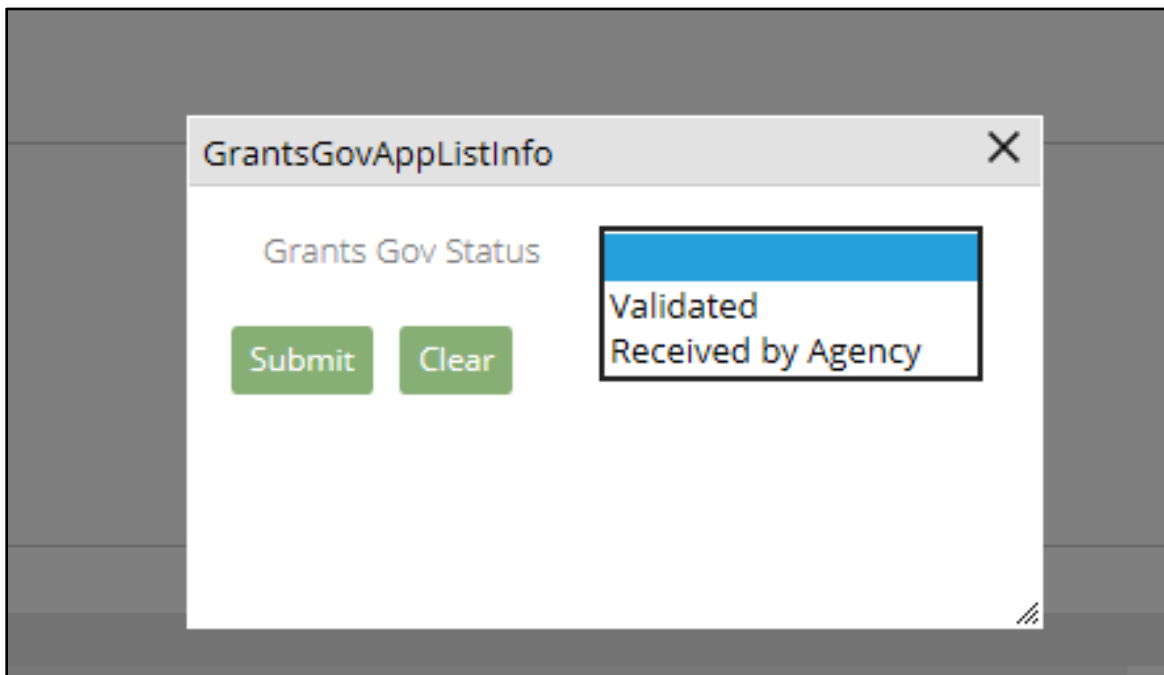 GrantsGovAppListInfo
Grants Gov Status
Validated
Received by Agency
Submit Clear